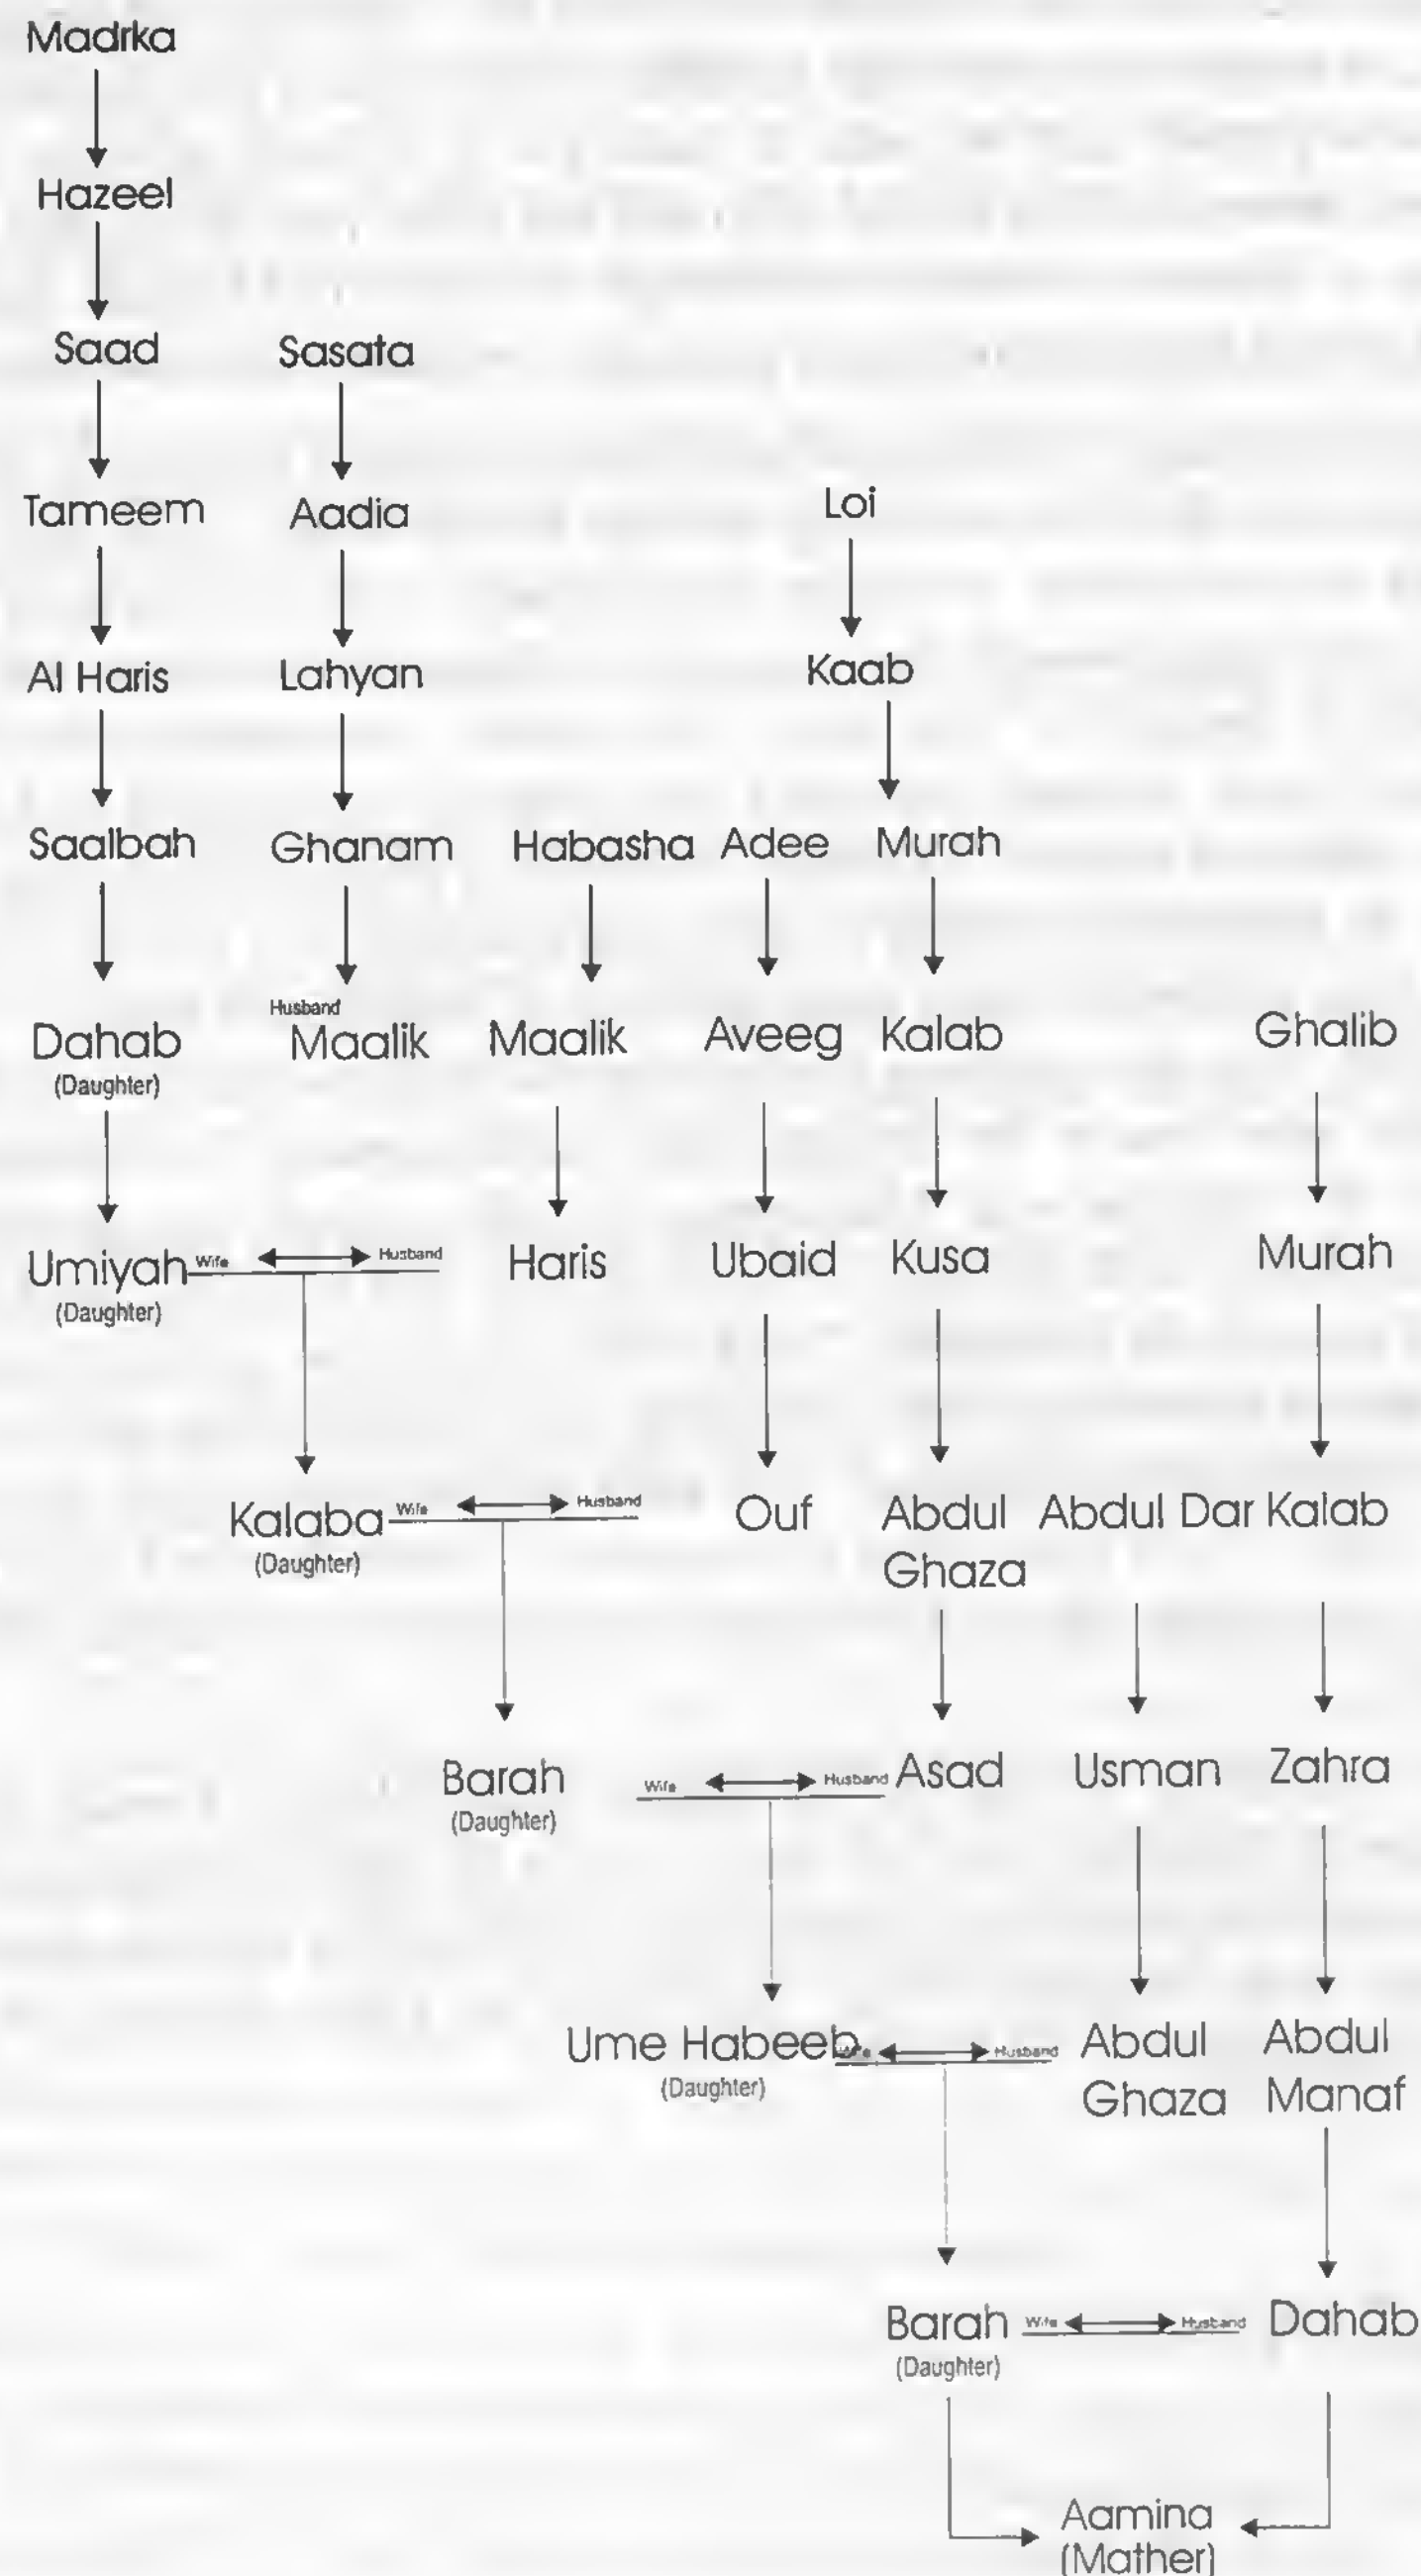 Madrka
Hazeel
Saad Sasata
Tameem Aadia Loi
Al Haris Lahyan Kaab
Saalbah Ghanam Habasha Adee Murah
Husband
Dahab Maalik Maalik Aveeg Kalab Ghalib
(Daughter)
Umiyah Wife Husband Haris Ubaid Kusa Murah
(Daughter)
Kalaba Wife Husband Ouf Abdul Abdul Dar Kalab
(Daughter) Ghaza
Barah Wife Husband Asad Usman Zahra
(Daughter)
Ume Habeeb Wife Husband Abdul Abdul
(Daughter) Ghaza Manaf
Barah Wife Husband Dahab
(Daughter)
Aamina
(Mather)